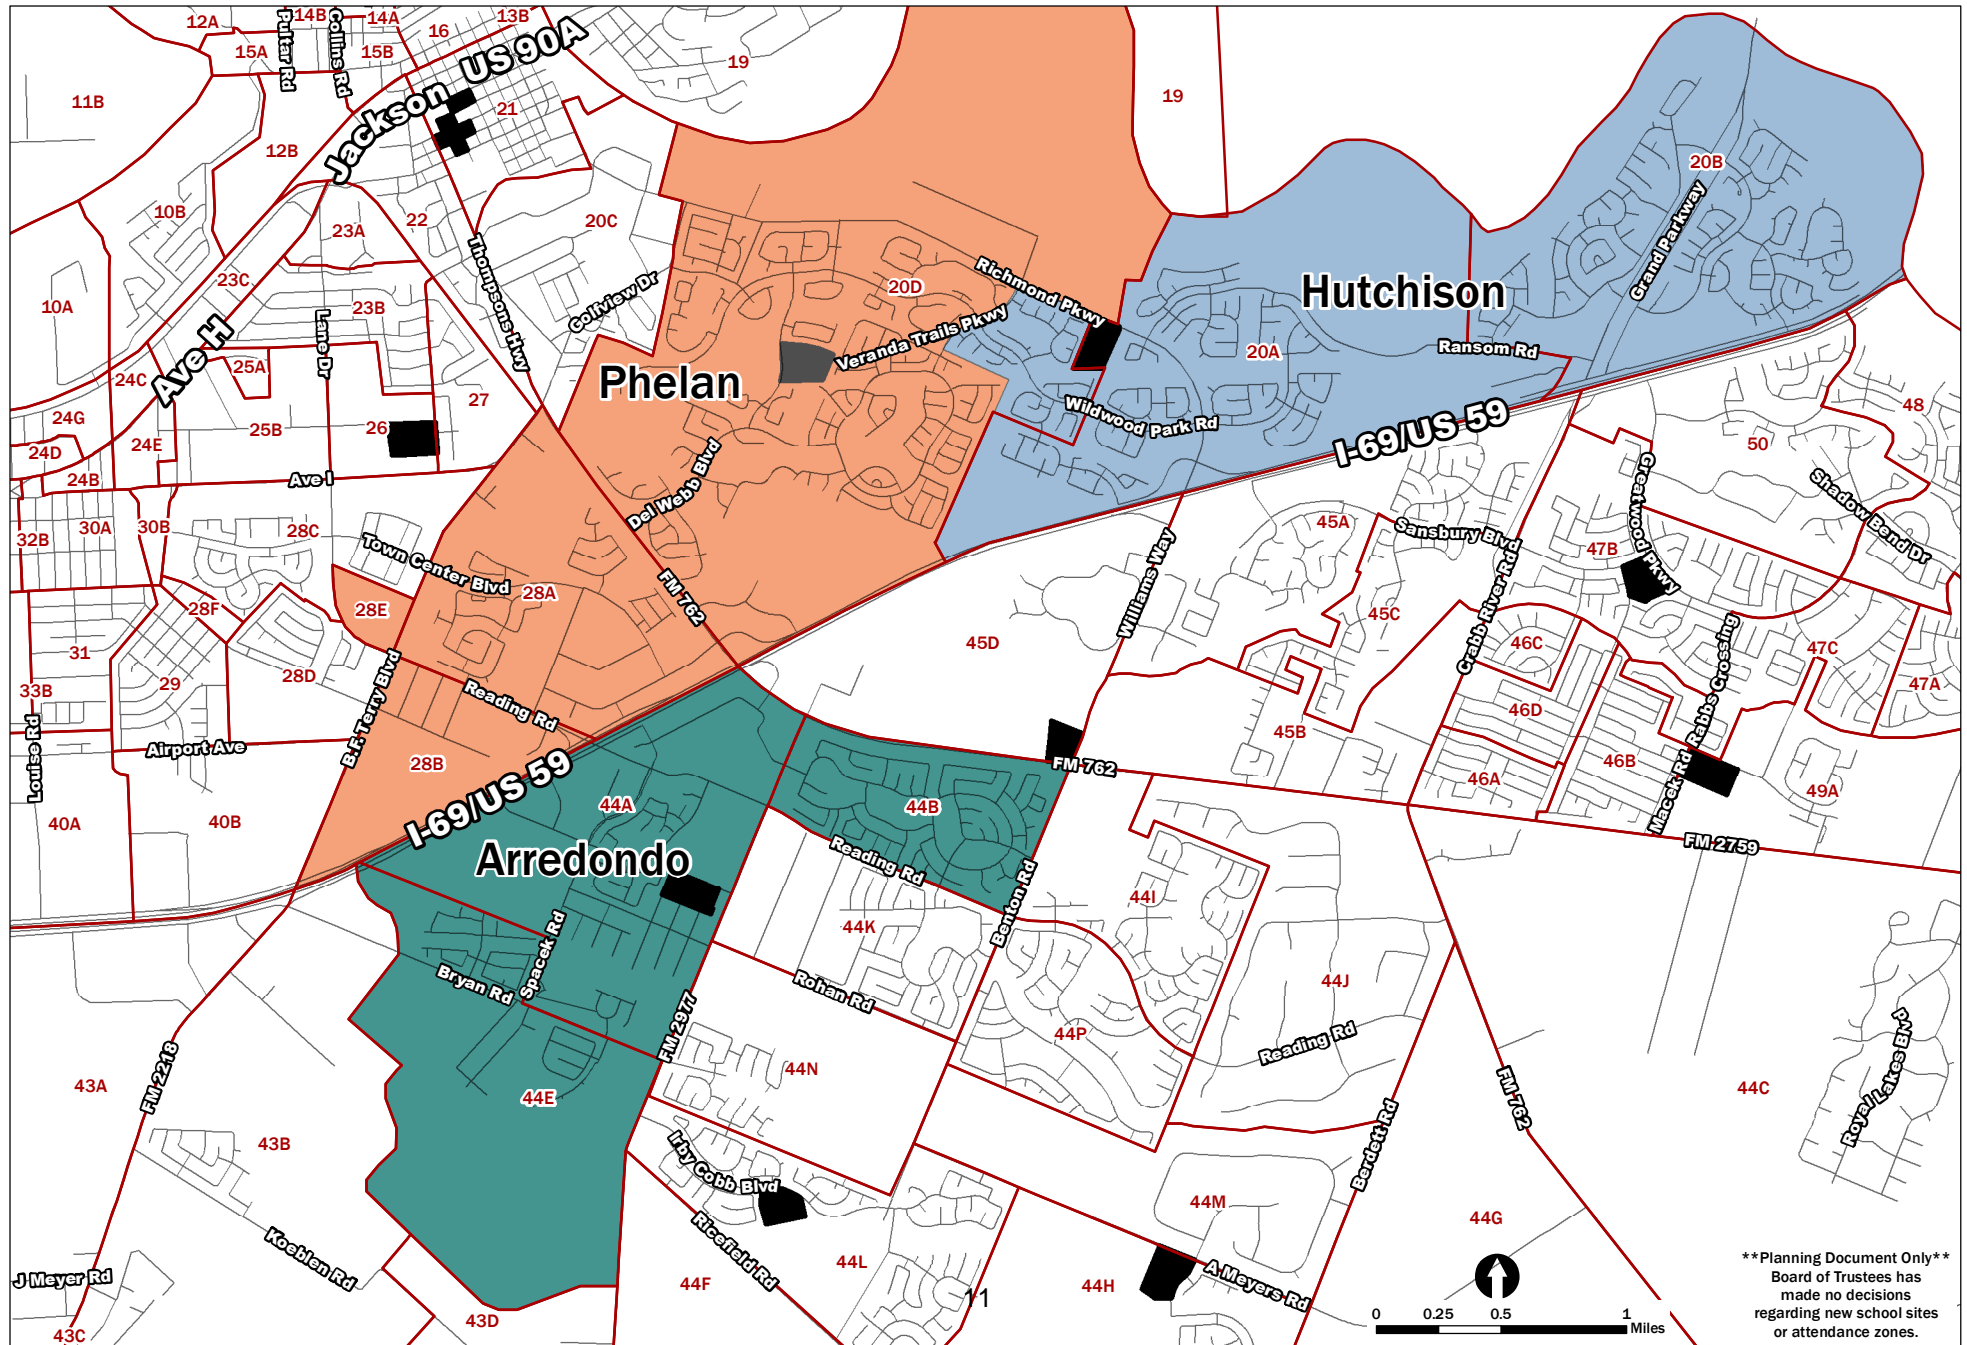 12A
14B
14A
13B
Pultar Rd
Collins Rd
15A
15B
16
US 90A
19
19
11B
Jackson
21
12B
20B
10B
22
20C
23A
Grand Parkway
Thompsons Hwy
Golfview Dr
23C
20D
Richmond Pkwy
Hutchison
10A
23B
Lane Dr
Veranda Trails Pkwy
Ave H
25A
24C
Phelan
20A
Ransom Rd
27
24G
24D
24E
25B
26
Wildwood Park Rd
I-69/US 59
48
50
24B
Ave I
Del Webb Blvd
Greatwood Pkwy
Shadow Bend Dr
32B
30A
30B
28C
Town Center Blvd
45A
Sansbury Blvd
47B
Williams Way
Crabb River Rd
28F
28E
28A
FM 762
45D
45C
46C
Rabbs Crossing
47C
31
29
28D
33B
B.F. Terry Blvd
Reading Rd
47A
46D
45B
Louise Rd
Airport Ave
28B
FM 762
46A
46B
Macek Rd
49A
I-69/US 59
44A
44B
40A
40B
Arredondo
Reading Rd
FM 2759
Benton Rd
44I
44K
Spacek Rd
Bryan Rd
Rohan Rd
44J
FM 2977
44P
Reading Rd
44N
43A
FM 2218
44E
FM 762
44C
Royal Lakes Blvd
43B
Irby Cobb Blvd
Berdett Rd
44M
44G
Ricefield Rd
Koeblen Rd
44L
J Meyer Rd
44F
44H
A Meyers Rd
11
43D
43C
0 0.25 0.5 1
Miles
**Planning Document Only**
Board of Trustees has
made no decisions
regarding new school sites
or attendance zones.